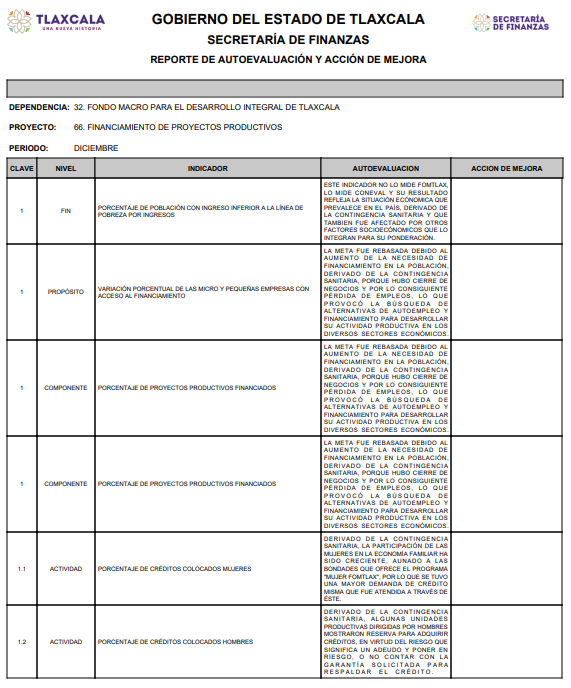 TLAXCALA
UNA NUEVA HISTORIA
GOBIERNO DEL ESTADO DE TLAXCALA
SECRETARÍA DE FINANZAS
REPORTE DE AUTOEVALUACIÓN Y ACCIÓN DE MEJORA
SECRETARÍA
DE FINANZAS
DEPENDENCIA: 32. FONDO MACRO PARA EL DESARROLLO INTEGRAL DE TLAXCALA
PROYECTO: 66. FINANCIAMIENTO DE PROYECTOS PRODUCTIVOS
PERIODO: DICIEMBRE
CLAVE NIVEL INDICADOR AUTOEVALUACION ACCION DE MEJORA
1 FIN
PORCENTAJE DE POBLACIÓN CON INGRESO INFERIOR A LA LÍNEA DE
POBREZA POR INGRESOS
ESTE INDICADOR NO LO MIDE FOMTLAX,
LO MIDE CONEVAL Y SU RESULTADO
REFLEJA LA SITUACIÓN ECÓNOMICA QUE
PREVALECE EN EL PAÍS, DERIVADO DE
LA CONTINGENCIA SANITARIA Y QUE
TAMBIEN FUE AFECTADO POR OTROS
FACTORES SOCIOECONÓMICOS QUE LO
INTEGRAN PARA SU PONDERACIÓN.
1 PROPÓSITO
VARIACIÓN PORCENTUAL DE LAS MICRO Y PEQUEÑAS EMPRESAS CON
ACCESO AL FINANCIAMIENTO
LA META FUE REBASADA DEBIDO AL
AUMENTO DE LA NECESIDAD DE
FINANCIAMIENTO EN LA POBLACIÓN,
DERIVADO DE LA CONTINGENCIA
SANITARIA, PORQUE HUBO CIERRE DE
NEGOCIOS Y POR LO CONSIGUIENTE
PÉRDIDA DE EMPLEOS, LO QUE
PROVOCÓ LA BÚSQUEDA DE
ALTERNATIVAS DE AUTOEMPLEO Y
FINANCIAMIENTO PARA DESARROLLAR
SU ACTIVIDAD PRODUCTIVA EN LOS
DIVERSOS SECTORES ECONÓMICOS.
1 COMPONENTE PORCENTAJE DE PROYECTOS PRODUCTIVOS FINANCIADOS
LA META FUE REBASADA DEBIDO AL
AUMENTO DE LA NECESIDAD DE
FINANCIAMIENTO EN LA POBLACIÓN,
DERIVADO DE LA CONTINGENCIA
SANITARIA, PORQUE HUBO CIERRE DE
NEGOCIOS Y POR LO CONSIGUIENTE
PÉRDIDA DE EMPLEOS, LO QUE
PROVOCÓ LA BÚSQUEDA DE
ALTERNATIVAS DE AUTOEMPLEO Y
FINANCIAMIENTO PARA DESARROLLAR
SU ACTIVIDAD PRODUCTIVA EN LOS
DIVERSOS SECTORES ECONÓMICOS.
1 COMPONENTE PORCENTAJE DE PROYECTOS PRODUCTIVOS FINANCIADOS
LA META FUE REBASADA DEBIDO AL
AUMENTO DE LA NECESIDAD DE
FINANCIAMIENTO EN LA POBLACIÓN,
DERIVADO DE LA CONTINGENCIA
SANITARIA, PORQUE HUBO CIERRE DE
NEGOCIOS Y POR LO CONSIGUIENTE
PÉRDIDA DE EMPLEOS, LO QUE
PROVOCÓ LA BÚSQUEDA DE
ALTERNATIVAS DE AUTOEMPLEO Y
FINANCIAMIENTO PARA DESARROLLAR
SU ACTIVIDAD PRODUCTIVA EN LOS
DIVERSOS SECTORES ECONÓMICOS.
1.1 ACTIVIDAD PORCENTAJE DE CRÉDITOS COLOCADOS MUJERES
DERIVADO DE LA CONTINGENCIA
SANITARIA, LA PARTICIPACIÓN DE LAS
MUJERES EN LA ECONOMÍA FAMILIAR HA
SIDO CRECIENTE, AUNADO A LAS
BONDADES QUE OFRECE EL PROGRAMA
"MUJER FOMTLAX", POR LO QUE SE TUVO
UNA MAYOR DEMANDA DE CRÉDITO
MISMA QUE FUE ATENDIDA A TRAVÉS DE
ÉSTE.
1.2 ACTIVIDAD PORCENTAJE DE CRÉDITOS COLOCADOS HOMBRES
DERIVADO DE LA CONTINGENCIA
SANITARIA, ALGUNAS UNIDADES
PRODUCTIVAS DIRIGIDAS POR HOMBRES
MOSTRARON RESERVA PARA ADQUIRIR
CRÉDITOS, EN VIRTUD DEL RIESGO QUE
SIGNIFICA UN ADEUDO Y PONER EN
RIESGO, O NO CONTAR CON LA
GARANTÍA SOLICITADA PARA
RESPALDAR EL CRÉDITO.